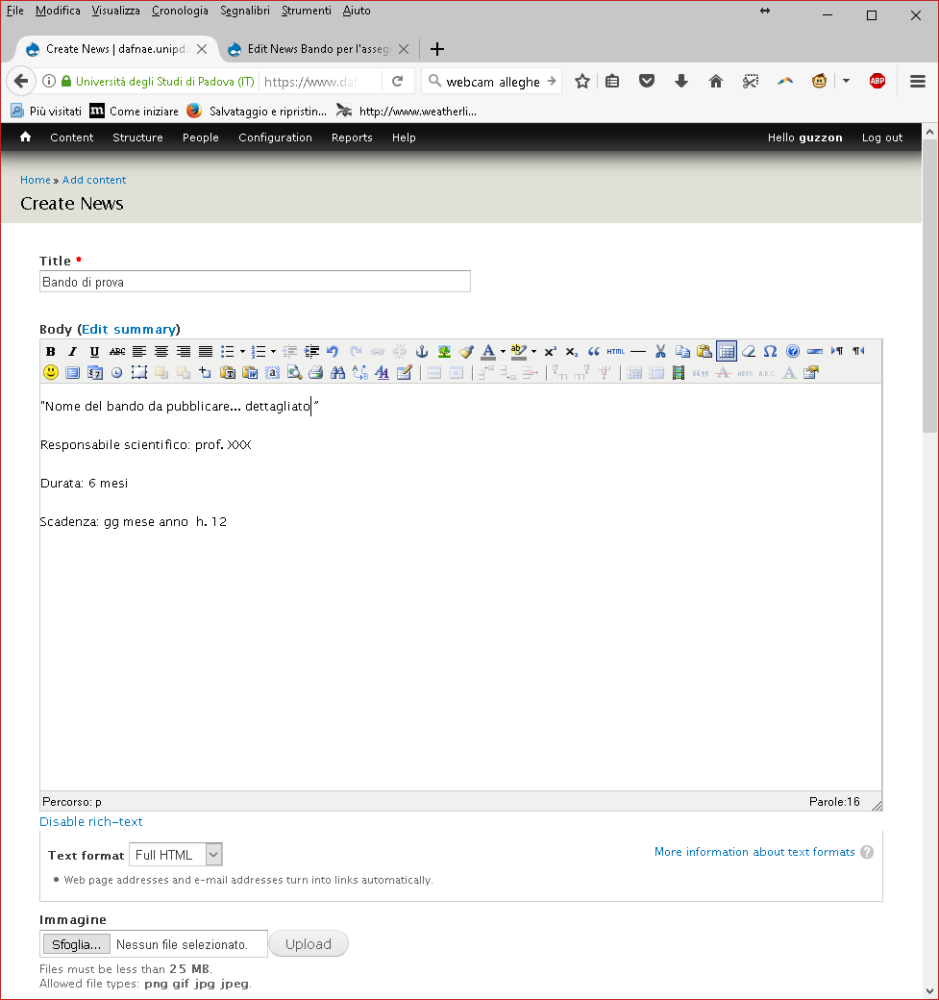 File Modifica Visualizza Cronologia Segnalibri Strumenti Aiuto
Create News | dafnae.unipd. Edit News Bando per l'asseg
Università degli Studi di Padova (IT) https://www.daf webcam alleghe ABP
Più visitati m Come iniziare Salvataggio e ripristin... http://www.weatherli...
Content Structure People Configuration Reports Help Hello guzzon Log out
Home » Add content
Create News
Title *
Bando di prova
Body (Edit summary)
B I U ABC A ab x² x₂ “ HTML Ω ? ¶ ¶
"Nome del bando da pubblicare... dettagliato "
Responsabile scientifico: prof. XXX
Durata: 6 mesi
Scadenza: gg mese anno h. 12
Percorso: p Parole:16
Disable rich-text
Text format Full HTML More information about text formats ?
• Web page addresses and e-mail addresses turn into links automatically.
Immagine
Sfoglia... Nessun file selezionato. Upload
Files must be less than 25 MB.
Allowed file types: png gif jpg jpeg.